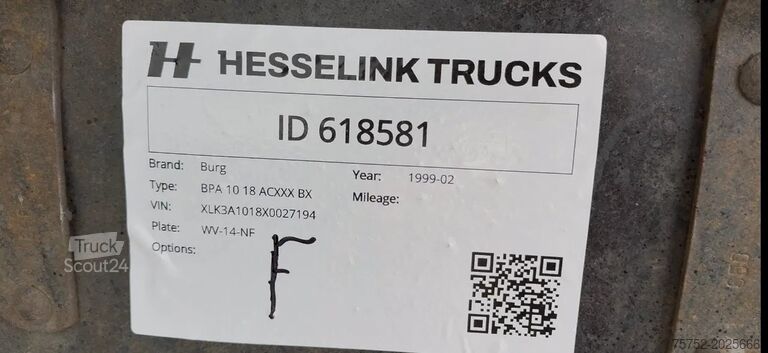 HESSELINK TRUCKS
ID 618581
Brand: Burg
Year: 1999-02
Type: BPA 10 18 ACXXX BX
Mileage:
VIN: XLK3A1018X0027194
Plate: WV-14-NF
Options:
F
Truck
Scout24
75752-2025666